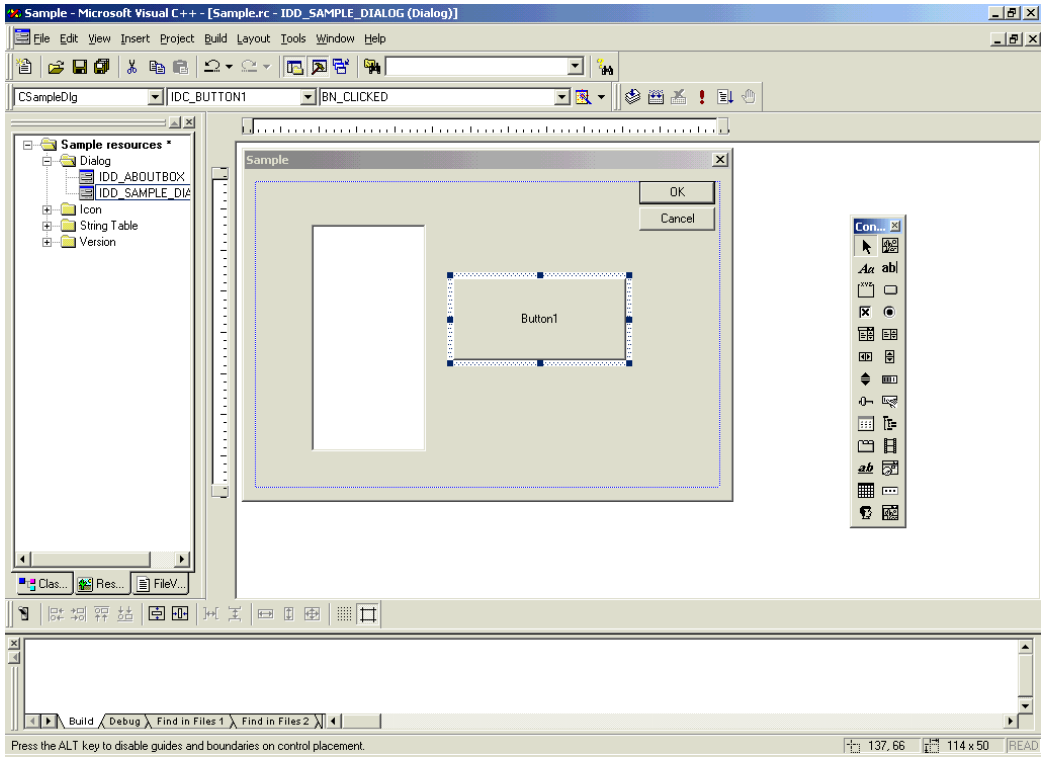 Sample - Microsoft Visual C++ - [Sample.rc - IDD_SAMPLE_DIALOG (Dialog)]
File Edit View Insert Project Build Layout Tools Window Help
CSampleDlg IDC_BUTTON1 BN_CLICKED
Sample resources *
Dialog
IDD_ABOUTBOX
IDD_SAMPLE_DIA
Icon
String Table
Version
Sample
OK
Cancel
Button1
Con...
Aa ab|
xyz
ab
Clas... Res... FileV...
Build Debug Find in Files 1 Find in Files 2
Press the ALT key to disable guides and boundaries on control placement. 137, 66 114 x 50 READ